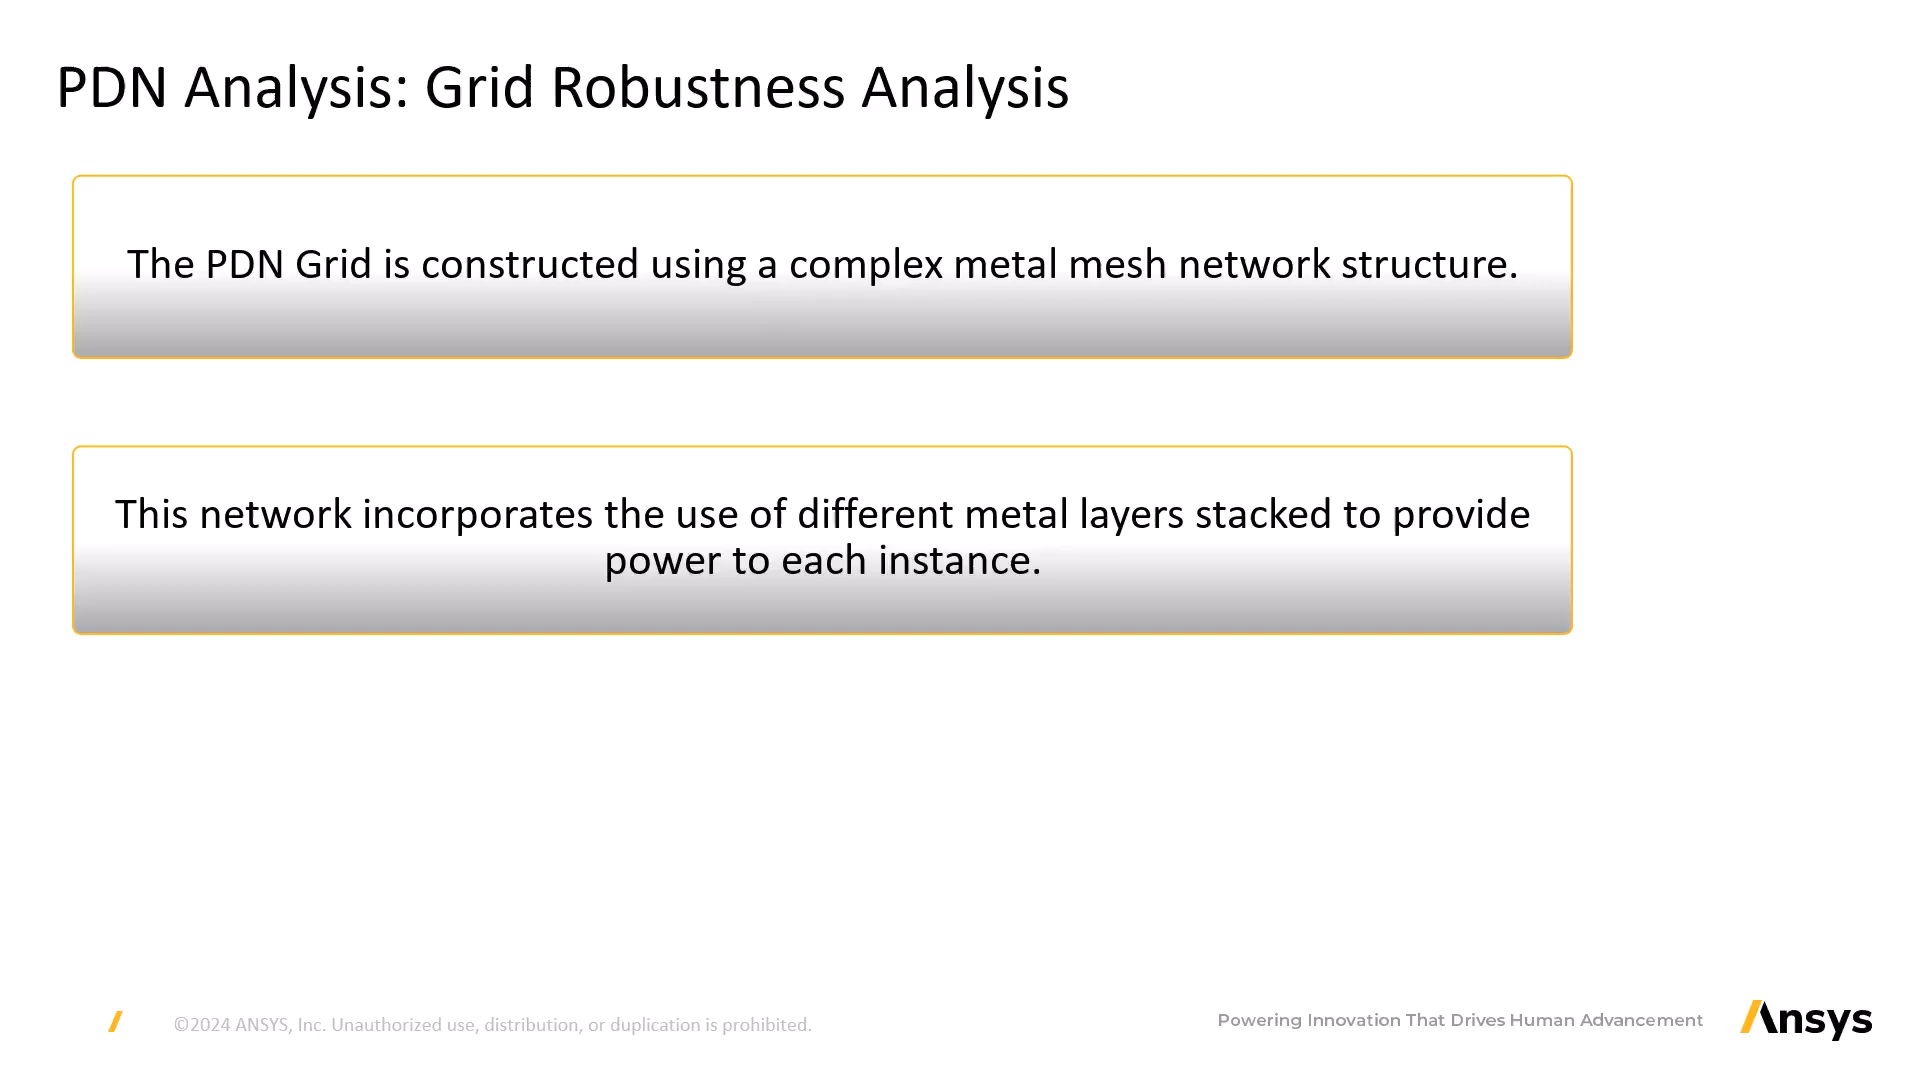 PDN Analysis: Grid Robustness Analysis
The PDN Grid is constructed using a complex metal mesh network structure.
This network incorporates the use of different metal layers stacked to provide
power to each instance.
©2024 ANSYS, Inc. Unauthorized use, distribution, or duplication is prohibited.
Powering Innovation That Drives Human Advancement
Ansys